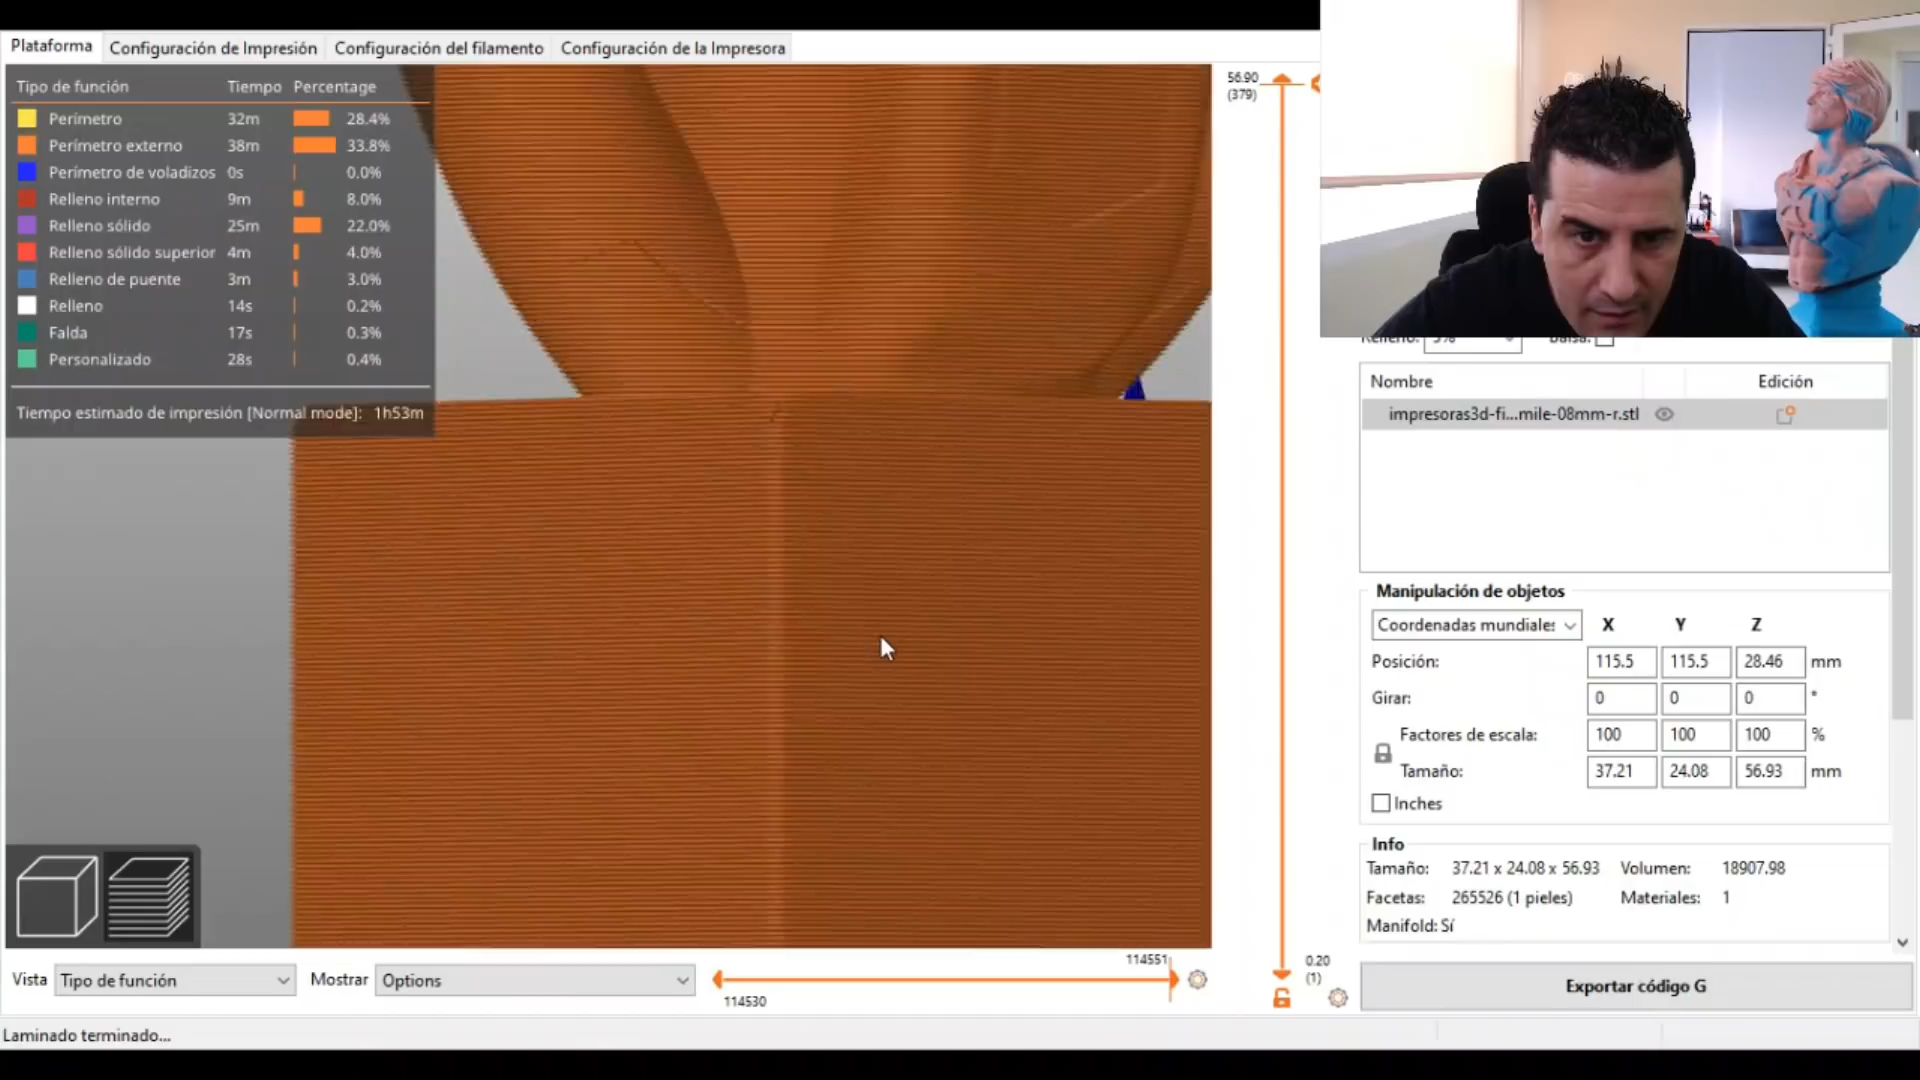 Plataforma Configuración de Impresión Configuración del filamento Configuración de la Impresora
Tipo de función Tiempo Percentage
Perímetro 32m 28.4%
Perímetro externo 38m 33.8%
Perímetro de voladizos 0s 0.0%
Relleno interno 9m 8.0%
Relleno sólido 25m 22.0%
Relleno sólido superior 4m 4.0%
Relleno de puente 3m 3.0%
Relleno 14s 0.2%
Falda 17s 0.3%
Personalizado 28s 0.4%
Tiempo estimado de impresión [Normal mode]: 1h53m
56.90
(379)
Relleno: 5% Balsa:
Nombre Edición
impresoras3d-fi...mile-08mm-r.stl
Manipulación de objetos
Coordenadas mundiales X Y Z
Posición: 115.5 115.5 28.46 mm
Girar: 0 0 0 °
Factores de escala: 100 100 100 %
Tamaño: 37.21 24.08 56.93 mm
Inches
Info
Tamaño: 37.21 x 24.08 x 56.93 Volumen: 18907.98
Facetas: 265526 (1 pieles) Materiales: 1
Manifold: Sí
0.20
(1)
Vista Tipo de función Mostrar Options
114551
114530
Exportar código G
Laminado terminado...